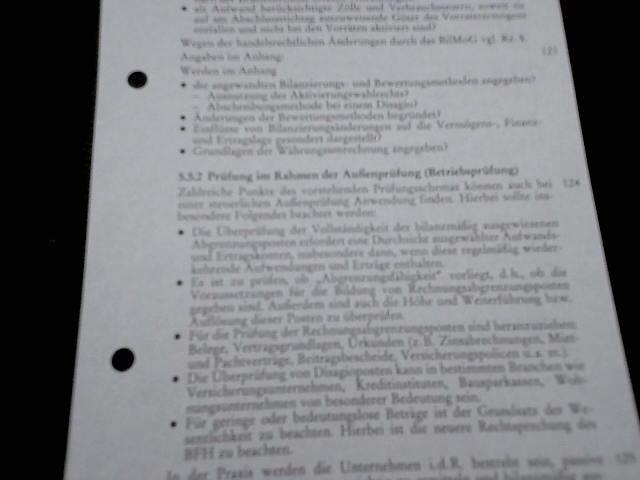 • als Aufwand berücksichtigte Zölle und Verbrauchsteuern, soweit sie
auf am Abschlussstichtag auszuweisende Güter des Vorratsvermögens
entfallen und nicht bei den Vorräten aktiviert sind?
Wegen der handelsrechtlichen Änderungen durch das BilMoG vgl. Rz. 8.
Angaben im Anhang: 123
Werden im Anhang
• die angewandten Bilanzierungs- und Bewertungsmethoden angegeben?
– Ausnutzung des Aktivierungswahlrechts?
– Abschreibungsmethode bei einem Disagio?
• Änderungen der Bewertungsmethoden begründet?
• Einflüsse von Bilanzierungsänderungen auf die Vermögens-, Finanz-
und Ertragslage gesondert dargestellt?
• Grundlagen der Währungsumrechnung angegeben?
5.5.2 Prüfung im Rahmen der Außenprüfung (Betriebsprüfung)
Zahlreiche Punkte des vorstehenden Prüfungsschemas können auch bei 124
einer steuerlichen Außenprüfung Anwendung finden. Hierbei sollte ins-
besondere Folgendes beachtet werden:
• Die Überprüfung der Vollständigkeit der bilanzmäßig ausgewiesenen
Abgrenzungsposten erfordert eine Durchsicht ausgewählter Aufwands-
und Ertragskonten, insbesondere dann, wenn diese regelmäßig wieder-
kehrende Aufwendungen und Erträge enthalten.
• Es ist zu prüfen, ob „Abgrenzungsfähigkeit" vorliegt, d.h., ob die
Voraussetzungen für die Bildung von Rechnungsabgrenzungsposten
gegeben sind. Außerdem sind auch die Höhe und Weiterführung bzw.
Auflösung dieser Posten zu überprüfen.
• Für die Prüfung der Rechnungsabgrenzungsposten sind heranzuziehen:
Belege, Vertragsgrundlagen, Urkunden (z.B. Zinsabrechnungen, Miet-
und Pachtverträge, Beitragsbescheide, Versicherungspolicen u.a. m.).
• Die Überprüfung von Disagioposten kann in bestimmten Branchen wie
Versicherungsunternehmen, Kreditinstituten, Bausparkassen, Woh-
nungsunternehmen von besonderer Bedeutung sein.
• Für geringe oder bedeutungslose Beträge ist der Grundsatz der We-
sentlichkeit zu beachten. Hierbei ist die neuere Rechtsprechung des
BFH zu beachten.
In der Praxis werden die Unternehmen i.d.R. bestrebt sein, passive 125